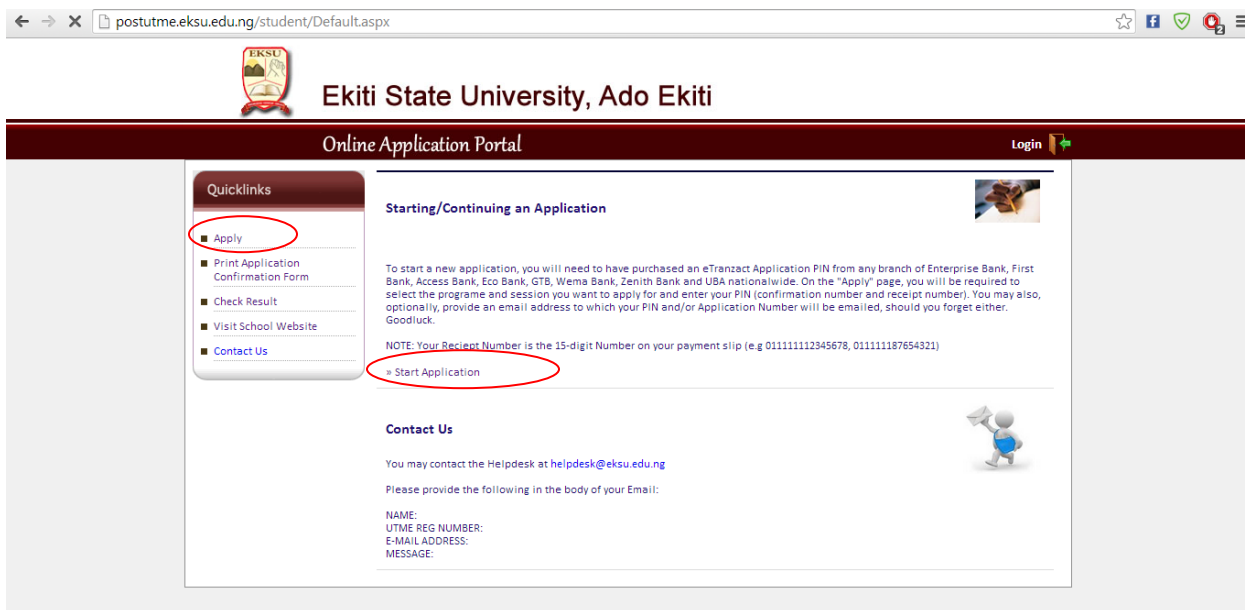 postutme.eksu.edu.ng/student/Default.aspx
2
EKSU
Ekiti State University, Ado Ekiti
Online Application Portal
Login
Quicklinks
Apply
Print Application
Confirmation Form
Check Result
Visit School Website
Contact Us
Starting/Continuing an Application
To start a new application, you will need to have purchased an eTranzact Application PIN from any branch of Enterprise Bank, First
Bank, Access Bank, Eco Bank, GTB, Wema Bank, Zenith Bank and UBA nationalwide. On the "Apply" page, you will be required to
select the programe and session you want to apply for and enter your PIN (confirmation number and receipt number). You may also,
optionally, provide an email address to which your PIN and/or Application Number will be emailed, should you forget either.
Goodluck.
NOTE: Your Reciept Number is the 15-digit Number on your payment slip (e.g 011111112345678, 011111187654321)
» Start Application
Contact Us
You may contact the Helpdesk at helpdesk@eksu.edu.ng
Please provide the following in the body of your Email:
NAME:
UTME REG NUMBER:
E-MAIL ADDRESS:
MESSAGE: